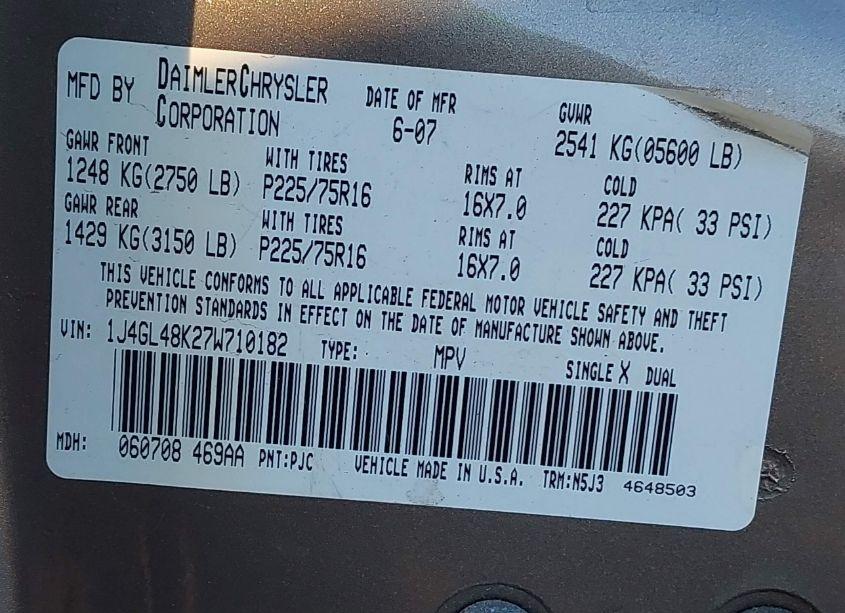 MFD BY DAIMLERCHRYSLER CORPORATION DATE OF MFR 6-07 GVWR 2541 KG(05600 LB)
GAWR FRONT WITH TIRES RIMS AT COLD
1248 KG(2750 LB) P225/75R16 16X7.0 227 KPA( 33 PSI)
GAWR REAR WITH TIRES RIMS AT COLD
1429 KG(3150 LB) P225/75R16 16X7.0 227 KPA( 33 PSI)
THIS VEHICLE CONFORMS TO ALL APPLICABLE FEDERAL MOTOR VEHICLE SAFETY AND THEFT
PREVENTION STANDARDS IN EFFECT ON THE DATE OF MANUFACTURE SHOWN ABOVE.
VIN: 1J4GL48K27W710182 TYPE: MPV SINGLE X DUAL
MDH: 060708 469AA PNT:PJC VEHICLE MADE IN U.S.A. TRM:N5J3 4648503